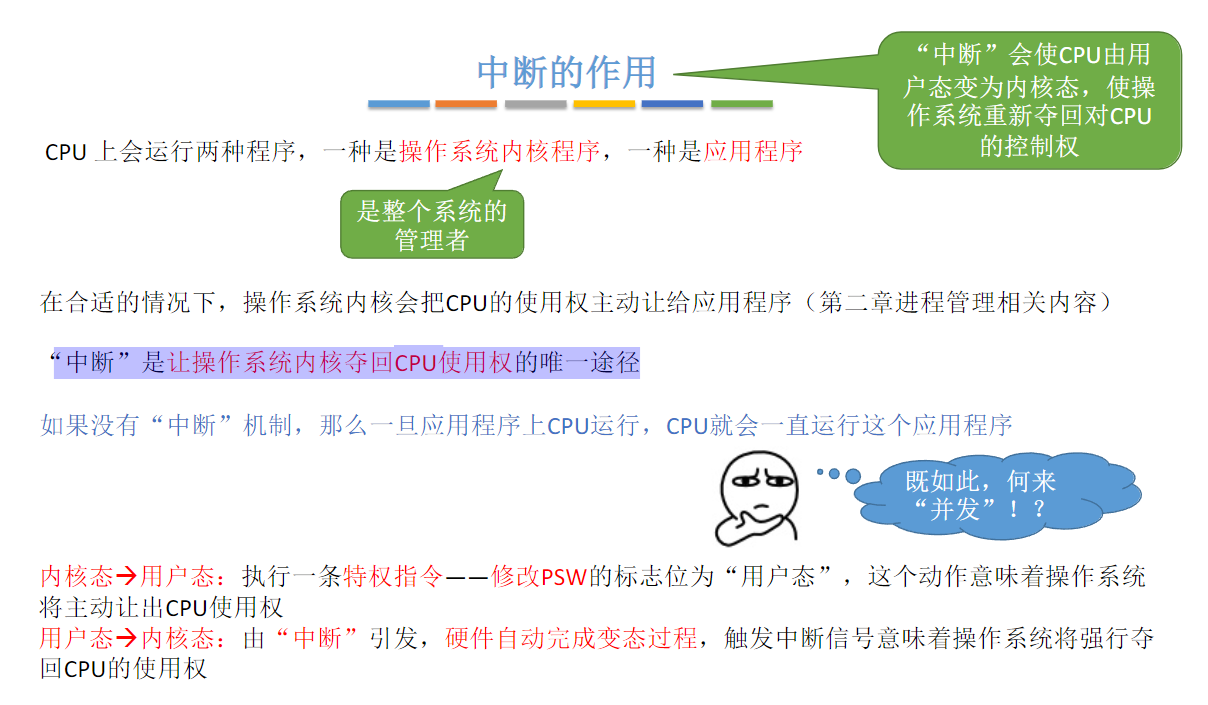 中断的作用
“中断”会使CPU由用
户态变为内核态，使操
作系统重新夺回对CPU
的控制权
CPU 上会运行两种程序，一种是操作系统内核程序，一种是应用程序
是整个系统的
管理者
在合适的情况下，操作系统内核会把CPU的使用权主动让给应用程序（第二章进程管理相关内容）
“中断”是让操作系统内核夺回CPU使用权的唯一途径
如果没有“中断”机制，那么一旦应用程序上CPU运行，CPU就会一直运行这个应用程序
既如此，何来
“并发”！？
内核态→用户态：执行一条特权指令——修改PSW的标志位为“用户态”，这个动作意味着操作系统
将主动让出CPU使用权
用户态→内核态：由“中断”引发，硬件自动完成变态过程，触发中断信号意味着操作系统将强行夺
回CPU的使用权